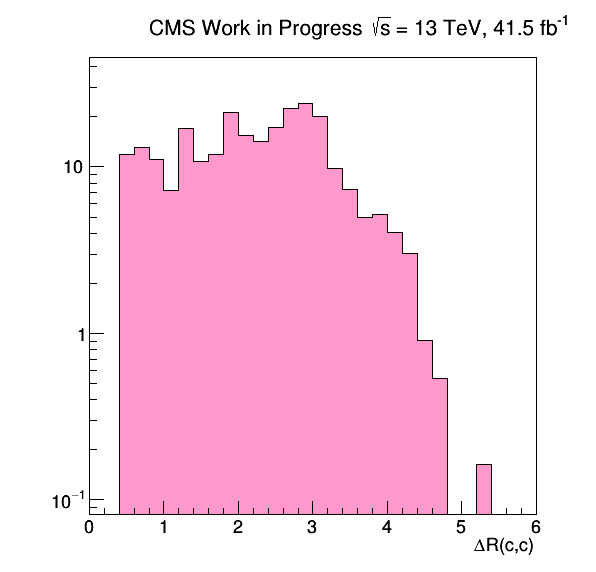 CMS Work in Progress √s = 13 TeV, 41.5 fb⁻¹
10
1
10⁻¹
0 1 2 3 4 5 6
ΔR(c,c)